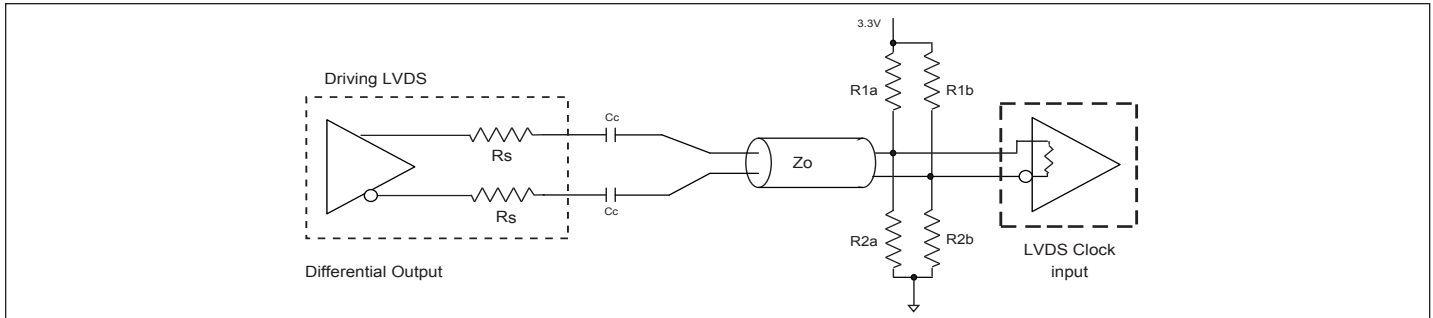 3.3V
Driving LVDS
R1a
R1b
Cc
Rs
Zo
Rs
Cc
R2a
R2b
LVDS Clock
input
Differential Output